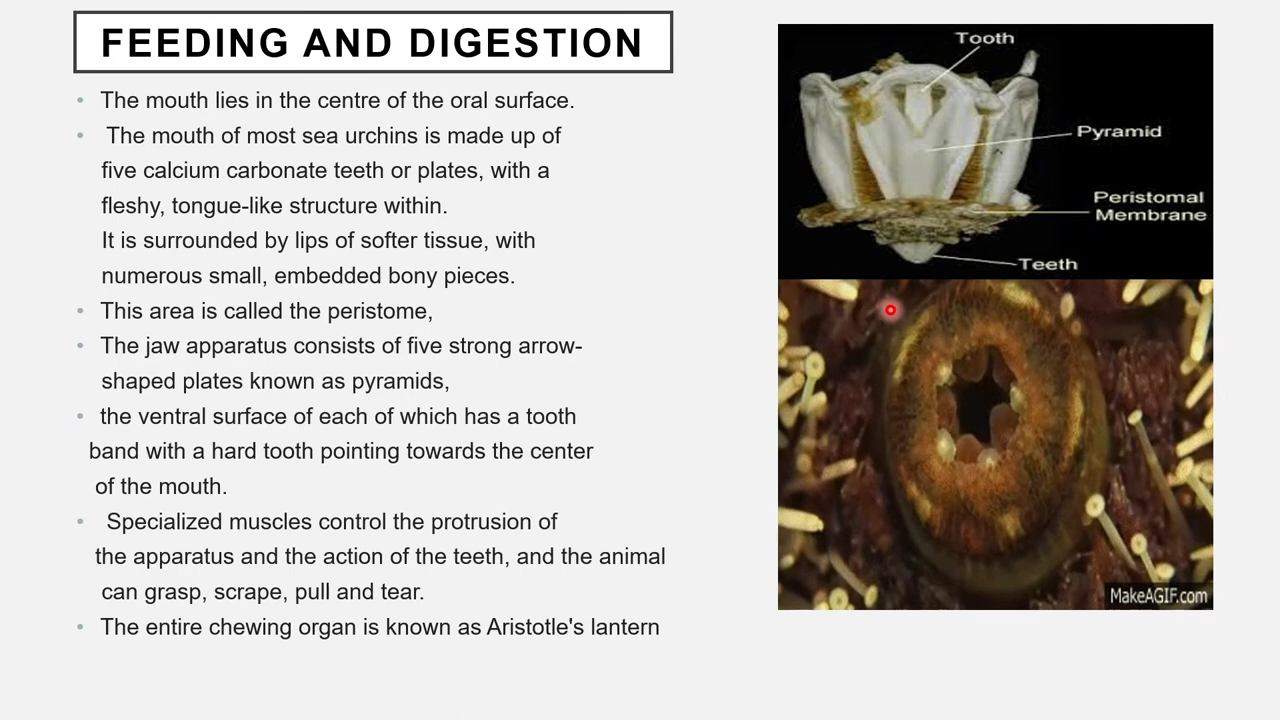 FEEDING AND DIGESTION
• The mouth lies in the centre of the oral surface.
• The mouth of most sea urchins is made up of
five calcium carbonate teeth or plates, with a
fleshy, tongue-like structure within.
It is surrounded by lips of softer tissue, with
numerous small, embedded bony pieces.
• This area is called the peristome,
• The jaw apparatus consists of five strong arrow-
shaped plates known as pyramids,
• the ventral surface of each of which has a tooth
band with a hard tooth pointing towards the center
of the mouth.
• Specialized muscles control the protrusion of
the apparatus and the action of the teeth, and the animal
can grasp, scrape, pull and tear.
• The entire chewing organ is known as Aristotle's lantern
Tooth
Pyramid
Peristomal
Membrane
Teeth
MakeAGIF.com